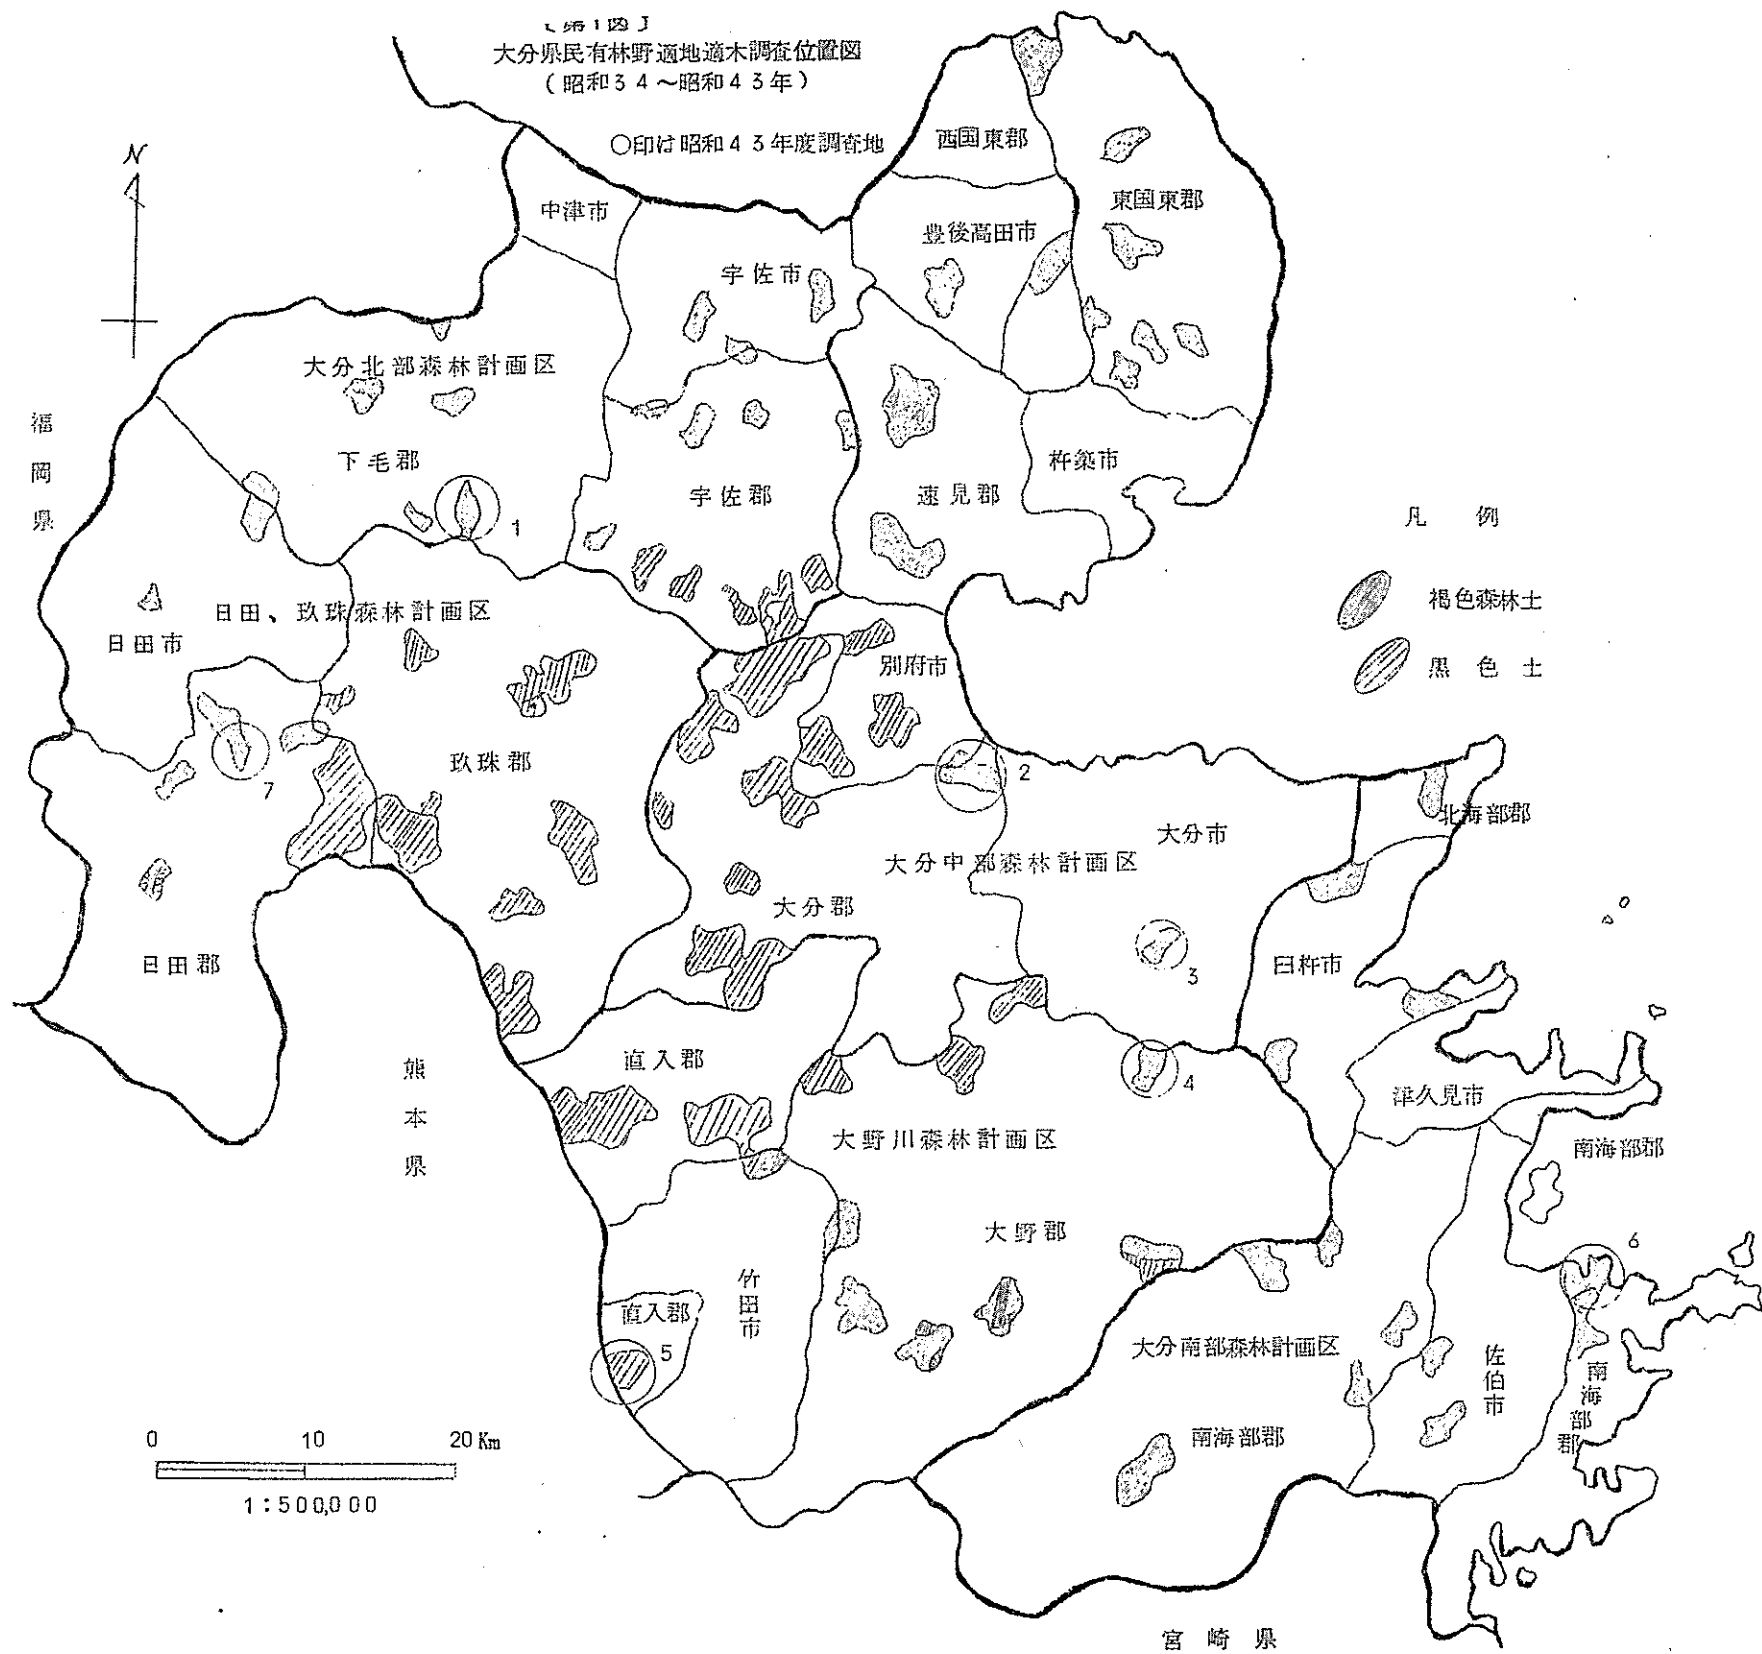 〔第1図〕
大分県民有林野適地適木調査位置図
(昭和34～昭和43年)
○印は昭和43年度調査地
N
西国東郡
東国東郡
中津市
豊後高田市
宇佐市
大分北部森林計画区
福岡県
下毛郡
杵築市
宇佐郡
速見郡
1
凡例
褐色森林土
日田、玖珠森林計画区
日田市
別府市
黒色土
玖珠郡
7
2
北海部郡
大分市
大分中部森林計画区
大分郡
日田郡
3
臼杵市
直入郡
熊本県
4
津久見市
大野川森林計画区
南海部郡
大野郡
6
竹田市
直入郡
5
大分南部森林計画区
佐伯市
南海部郡
南海部郡
0 10 20Km
1:500,000
宮崎県